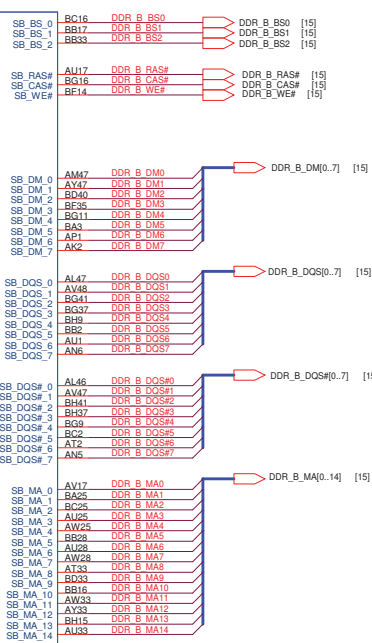 SB_BS_0 BC16 DDR_B_BS0 DDR_B_BS0 [15]
SB_BS_1 BB17 DDR_B_BS1 DDR_B_BS1 [15]
SB_BS_2 BB33 DDR_B_BS2 DDR_B_BS2 [15]
SB_RAS# AU17 DDR_B_RAS# DDR_B_RAS# [15]
SB_CAS# BG16 DDR_B_CAS# DDR_B_CAS# [15]
SB_WE# BF14 DDR_B_WE# DDR_B_WE# [15]
DDR_B_DM[0..7] [15]
SB_DM_0 AM47 DDR_B_DM0
SB_DM_1 AY47 DDR_B_DM1
SB_DM_2 BD40 DDR_B_DM2
SB_DM_3 BF35 DDR_B_DM3
SB_DM_4 BG11 DDR_B_DM4
SB_DM_5 BA3 DDR_B_DM5
SB_DM_6 AP1 DDR_B_DM6
SB_DM_7 AK2 DDR_B_DM7
DDR_B_DQS[0..7] [15]
SB_DQS_0 AL47 DDR_B_DQS0
SB_DQS_1 AV48 DDR_B_DQS1
SB_DQS_2 BG41 DDR_B_DQS2
SB_DQS_3 BG37 DDR_B_DQS3
SB_DQS_4 BH9 DDR_B_DQS4
SB_DQS_5 BB2 DDR_B_DQS5
SB_DQS_6 AU1 DDR_B_DQS6
SB_DQS_7 AN6 DDR_B_DQS7
DDR_B_DQS#[0..7]
SB_DQS#_0 AL46 DDR_B_DQS#0
SB_DQS#_1 AV47 DDR_B_DQS#1
SB_DQS#_2 BH41 DDR_B_DQS#2
SB_DQS#_3 BH37 DDR_B_DQS#3
SB_DQS#_4 BG9 DDR_B_DQS#4
SB_DQS#_5 BC2 DDR_B_DQS#5
SB_DQS#_6 AT2 DDR_B_DQS#6
SB_DQS#_7 AN5 DDR_B_DQS#7
DDR_B_MA[0..14] [15]
SB_MA_0 AV17 DDR_B_MA0
SB_MA_1 BA25 DDR_B_MA1
SB_MA_2 BC25 DDR_B_MA2
SB_MA_3 AU25 DDR_B_MA3
SB_MA_4 AW25 DDR_B_MA4
SB_MA_5 BB28 DDR_B_MA5
SB_MA_6 AU28 DDR_B_MA6
SB_MA_7 AW28 DDR_B_MA7
SB_MA_8 AT33 DDR_B_MA8
SB_MA_9 BD33 DDR_B_MA9
SB_MA_10 BB16 DDR_B_MA10
SB_MA_11 AW33 DDR_B_MA11
SB_MA_12 AY33 DDR_B_MA12
SB_MA_13 BH15 DDR_B_MA13
SB_MA_14 AU33 DDR_B_MA14